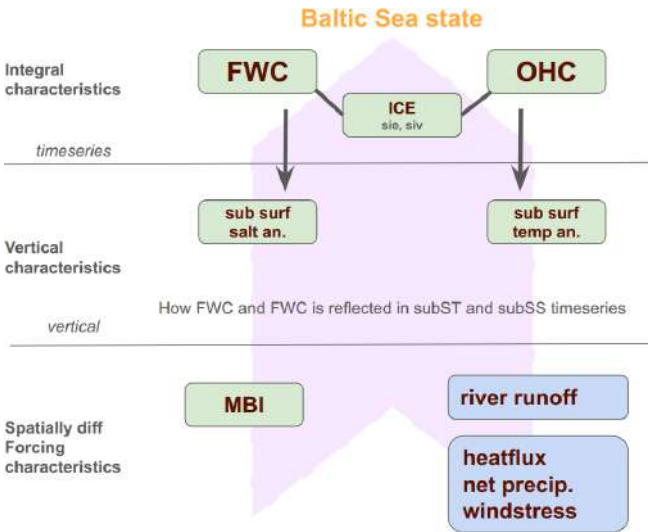 Baltic Sea state
Integral
characteristics
FWC
OHC
ICE
sie, siv
timeseries
sub surf
salt an.
sub surf
temp an.
Vertical
characteristics
How FWC and FWC is reflected in subST and subSS timeseries
vertical
MBI
river runoff
Spatially diff
Forcing
characteristics
heatflux
net precip.
windstress